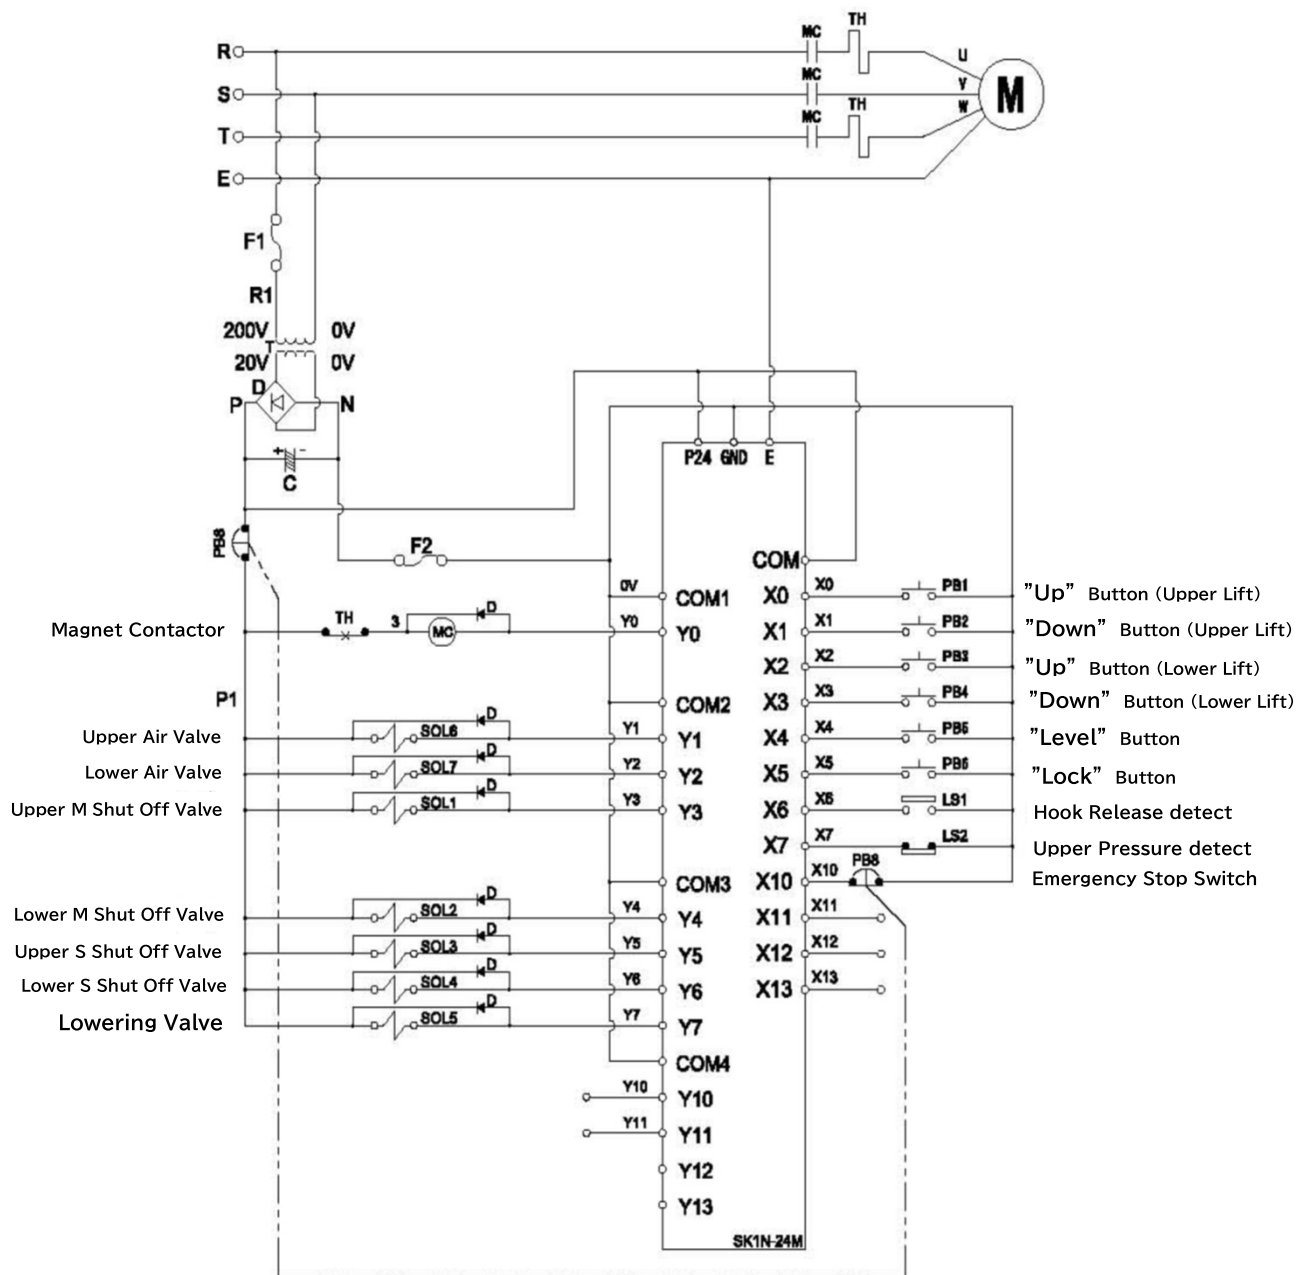 MC TH
R U
MC
S V M
MC TH
T W
E
F1
R1
200V 0V
T
20V 0V
D
P N
+ -
C
P24 GND E
PB8
F2
COM
0V COM1 X0 X0 PB1 ”Up” Button (Upper Lift)
Magnet Contactor TH 3 MC D Y0 Y0 X1 X1 PB2 ”Down” Button (Upper Lift)
X2 X2 PB3 ”Up” Button (Lower Lift)
P1 COM2 X3 X3 PB4 ”Down” Button (Lower Lift)
Upper Air Valve SOL6 D Y1 Y1 X4 X4 PB5 ”Level” Button
Lower Air Valve SOL7 D Y2 Y2 X5 X5 PB6 ”Lock” Button
Upper M Shut Off Valve SOL1 D Y3 Y3 X6 X6 LS1 Hook Release detect
X7 X7 LS2 Upper Pressure detect
COM3 X10 X10 PB8 Emergency Stop Switch
Lower M Shut Off Valve SOL2 D Y4 Y4 X11 X11
Upper S Shut Off Valve SOL3 D Y5 Y5 X12 X12
Lower S Shut Off Valve SOL4 D Y6 Y6 X13 X13
Lowering Valve SOL5 D Y7 Y7
COM4
Y10 Y10
Y11 Y11
Y12
Y13
SK1N-24M